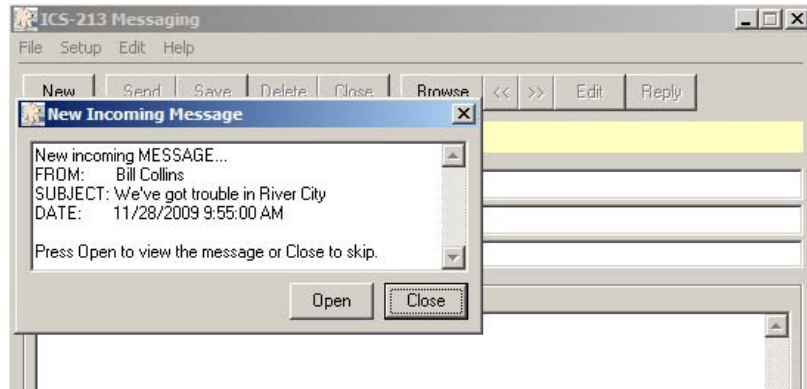 ICS-213 Messaging
File Setup Edit Help
New Send Save Delete Close Browse << >> Edit Reply
New Incoming Message
New incoming MESSAGE...
FROM: Bill Collins
SUBJECT: We've got trouble in River City
DATE: 11/28/2009 9:55:00 AM
Press Open to view the message or Close to skip.
Open Close